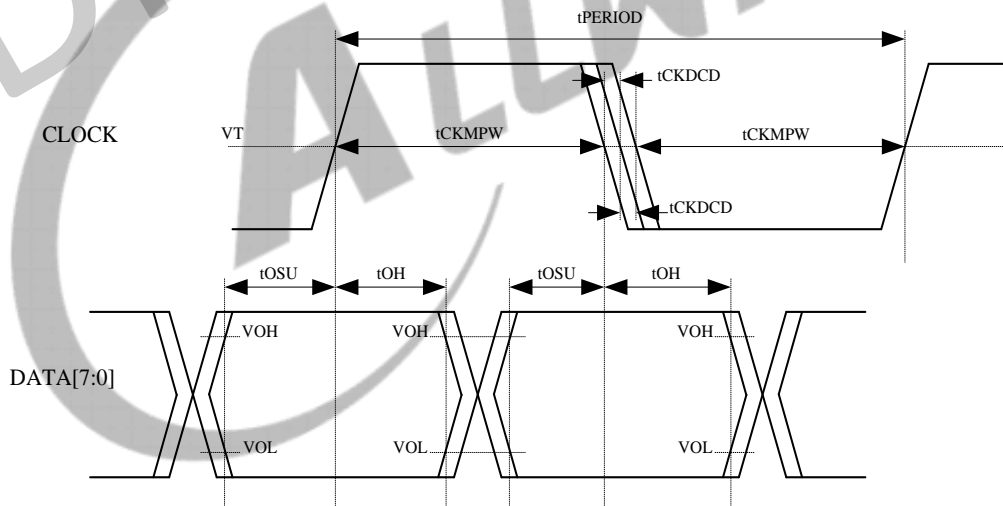 tPERIOD
tCKDCD
CLOCK VT tCKMPW tCKMPW
tCKDCD
tOSU tOH tOSU tOH
VOH VOH VOH
DATA[7:0]
VOL VOL VOL